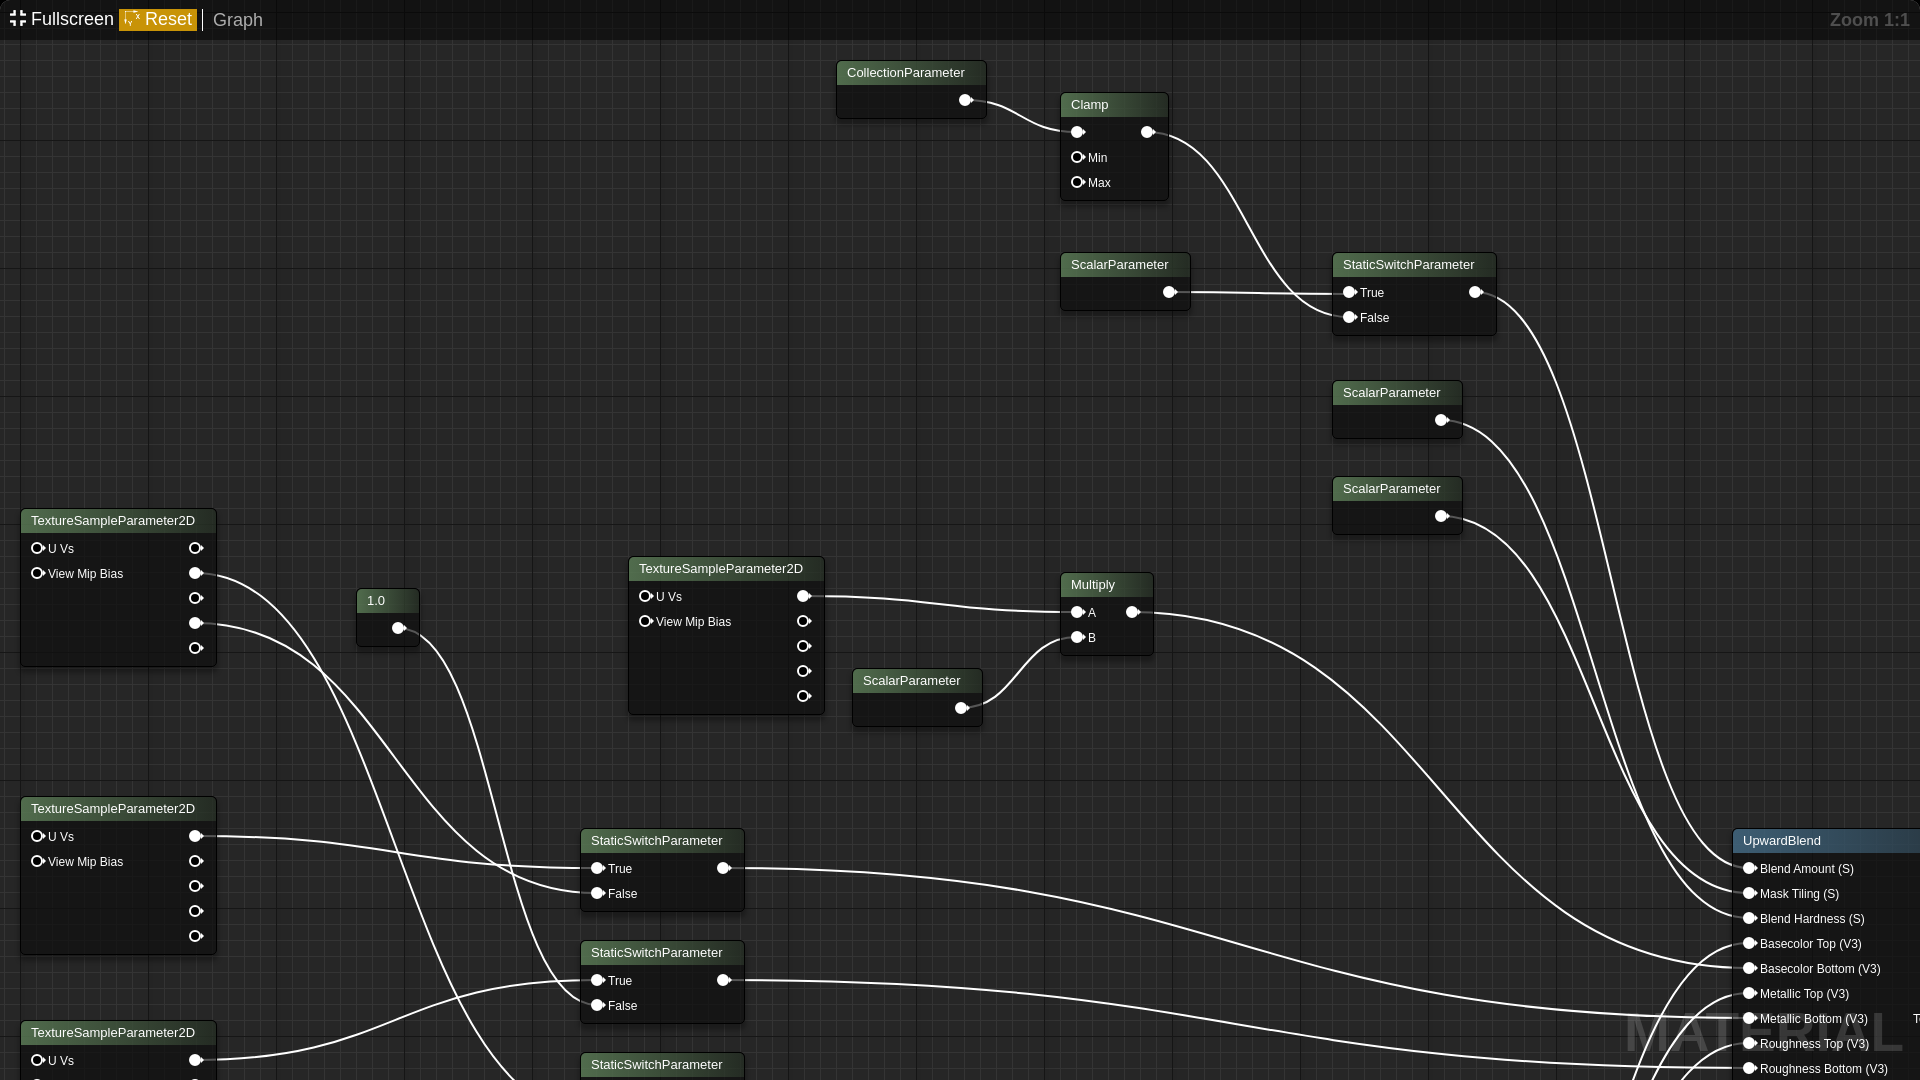 Fullscreen Reset Graph Zoom 1:1
CollectionParameter
Clamp
Min
Max
ScalarParameter
StaticSwitchParameter
True
False
ScalarParameter
ScalarParameter
TextureSampleParameter2D
U Vs
View Mip Bias
1.0
TextureSampleParameter2D
U Vs
View Mip Bias
Multiply
A
B
ScalarParameter
TextureSampleParameter2D
U Vs
View Mip Bias
StaticSwitchParameter
True
False
StaticSwitchParameter
True
False
TextureSampleParameter2D
U Vs
StaticSwitchParameter
UpwardBlend
Blend Amount (S)
Mask Tiling (S)
Blend Hardness (S)
Basecolor Top (V3)
Basecolor Bottom (V3)
Metallic Top (V3)
Metallic Bottom (V3)
Roughness Top (V3)
Roughness Bottom (V3)
MATERIAL